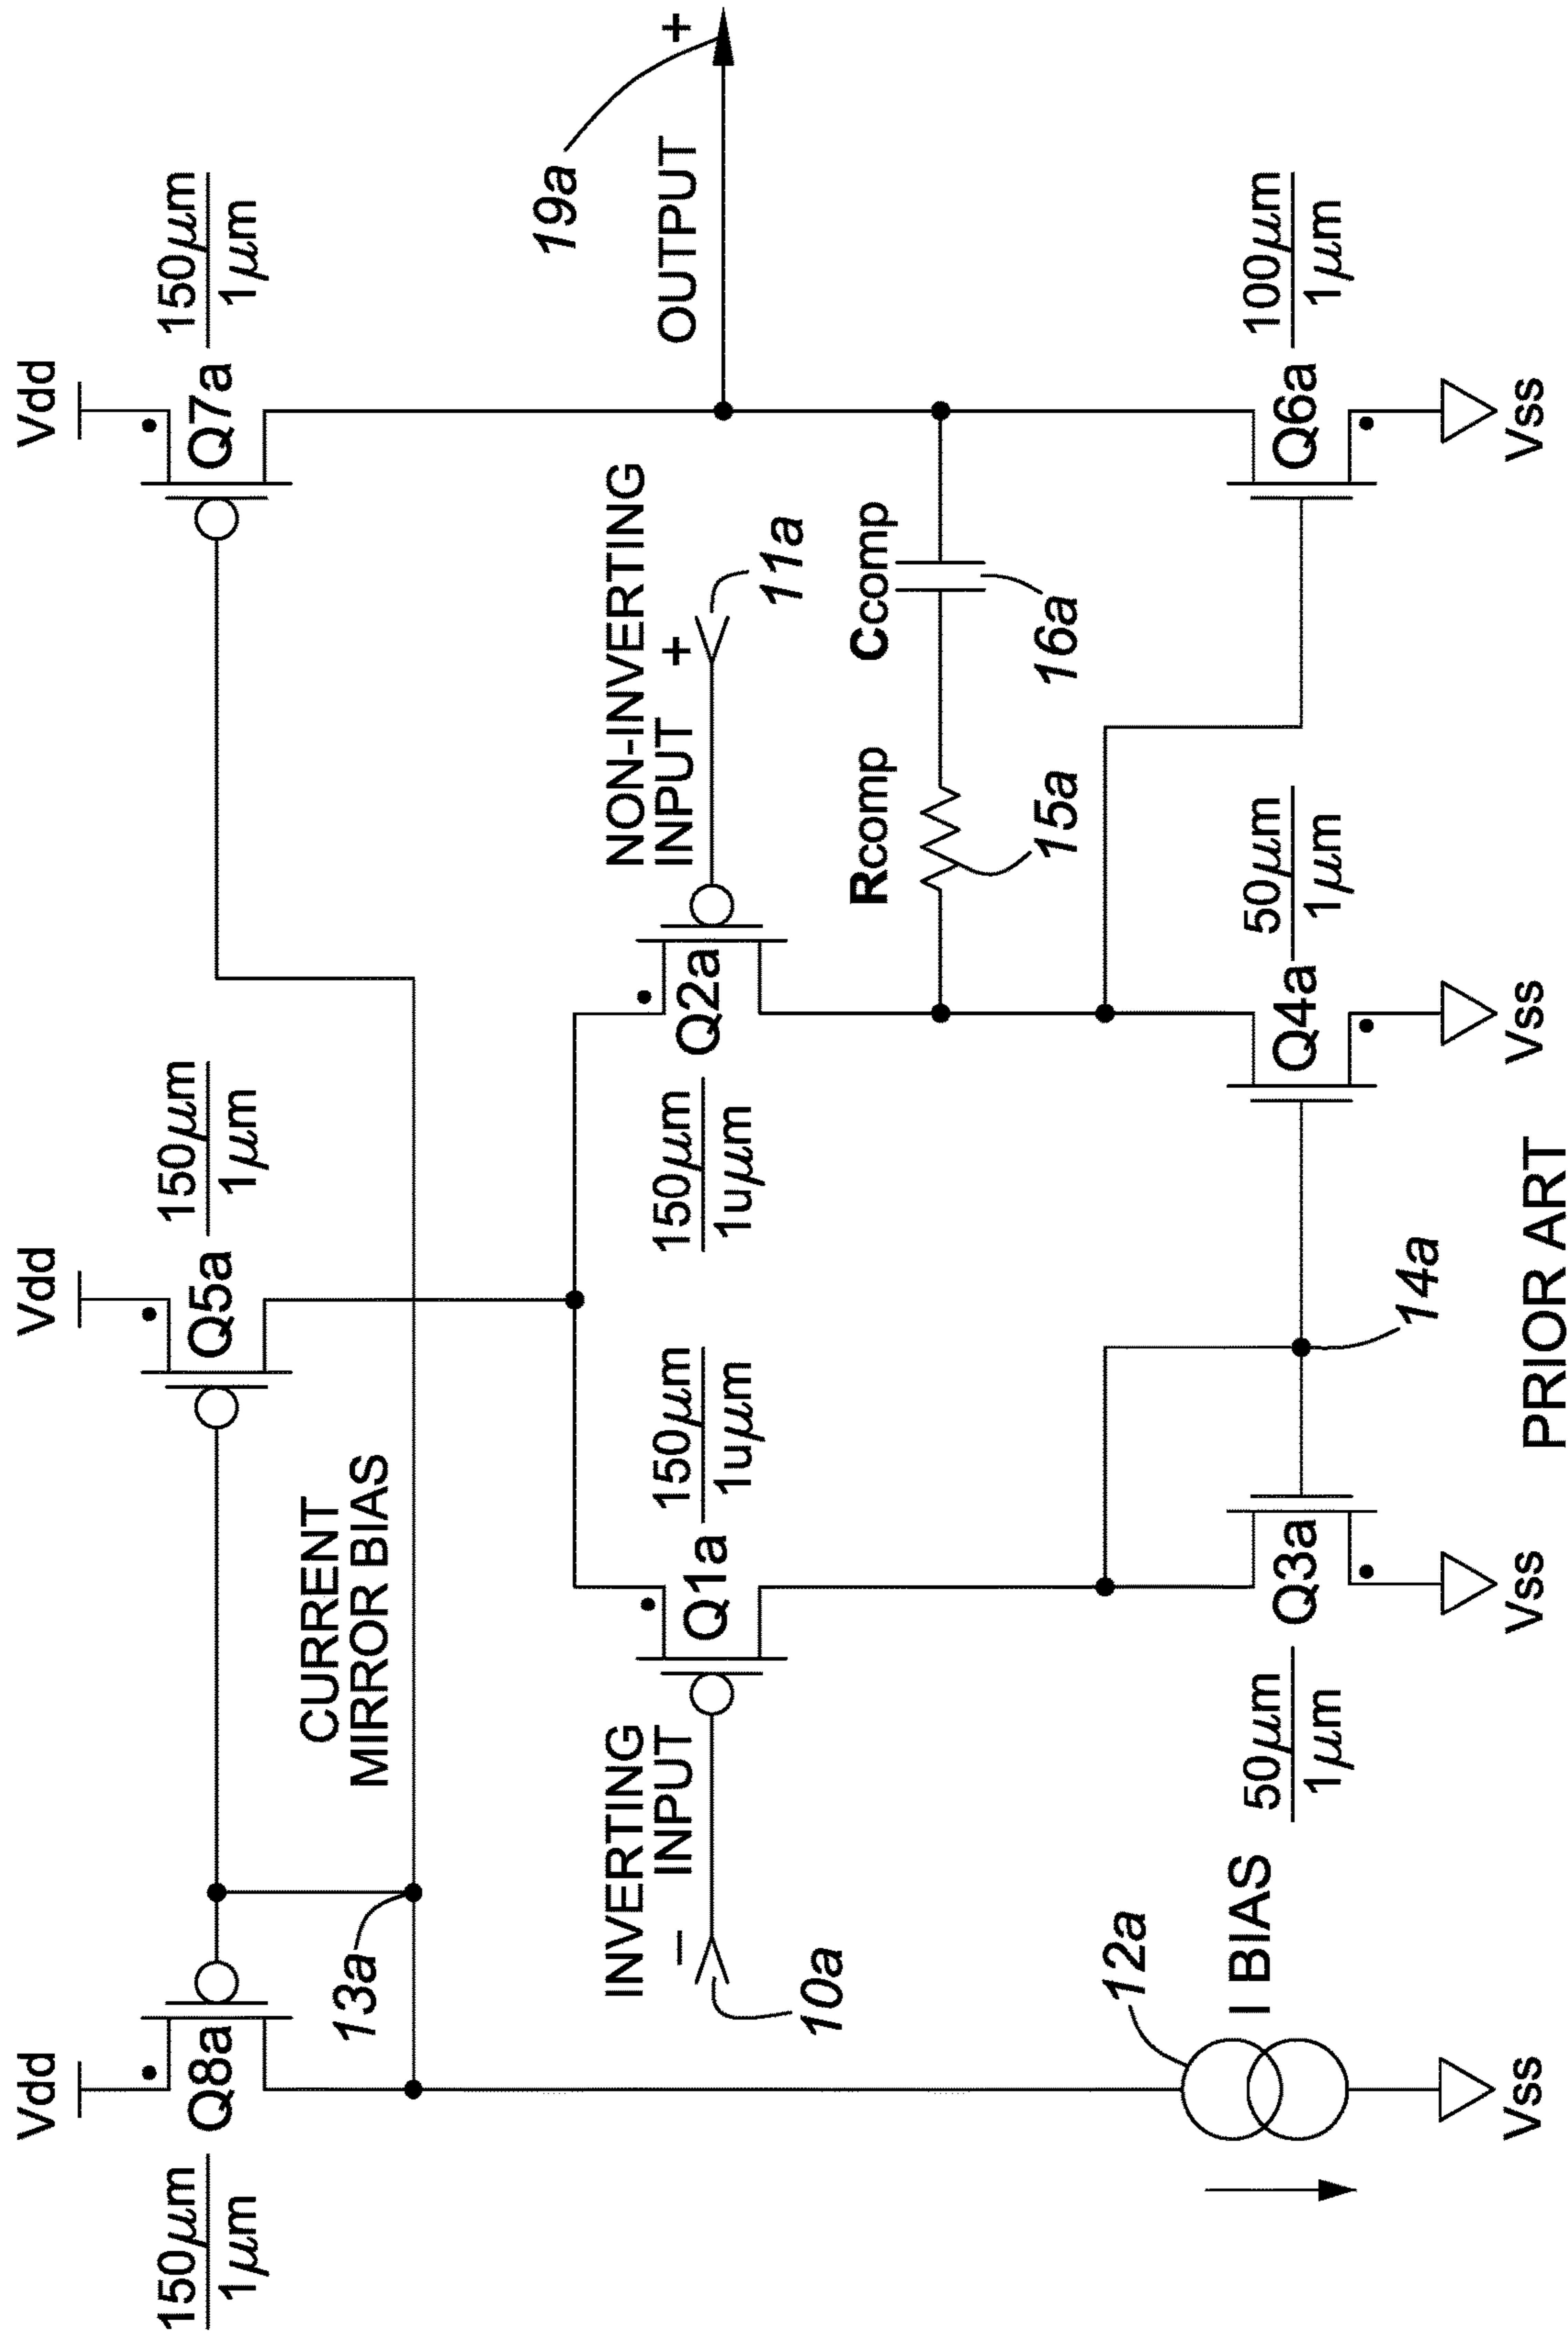 Vdd
Vdd
Vdd
150µm
1µm
Q8a
Q5a
150µm
1µm
Q7a
150µm
1µm
13a
CURRENT
MIRROR BIAS
19a
+
OUTPUT
INVERTING
INPUT
–
10a
Q1a
150µm
1uµm
150µm
1uµm
Q2a
NON-INVERTING
INPUT
+
11a
Rcomp
Ccomp
15a
16a
12a
I BIAS
50µm
1µm
Q3a
14a
Q4a
50µm
1µm
Q6a
100µm
1µm
Vss
Vss
Vss
Vss
PRIOR ART